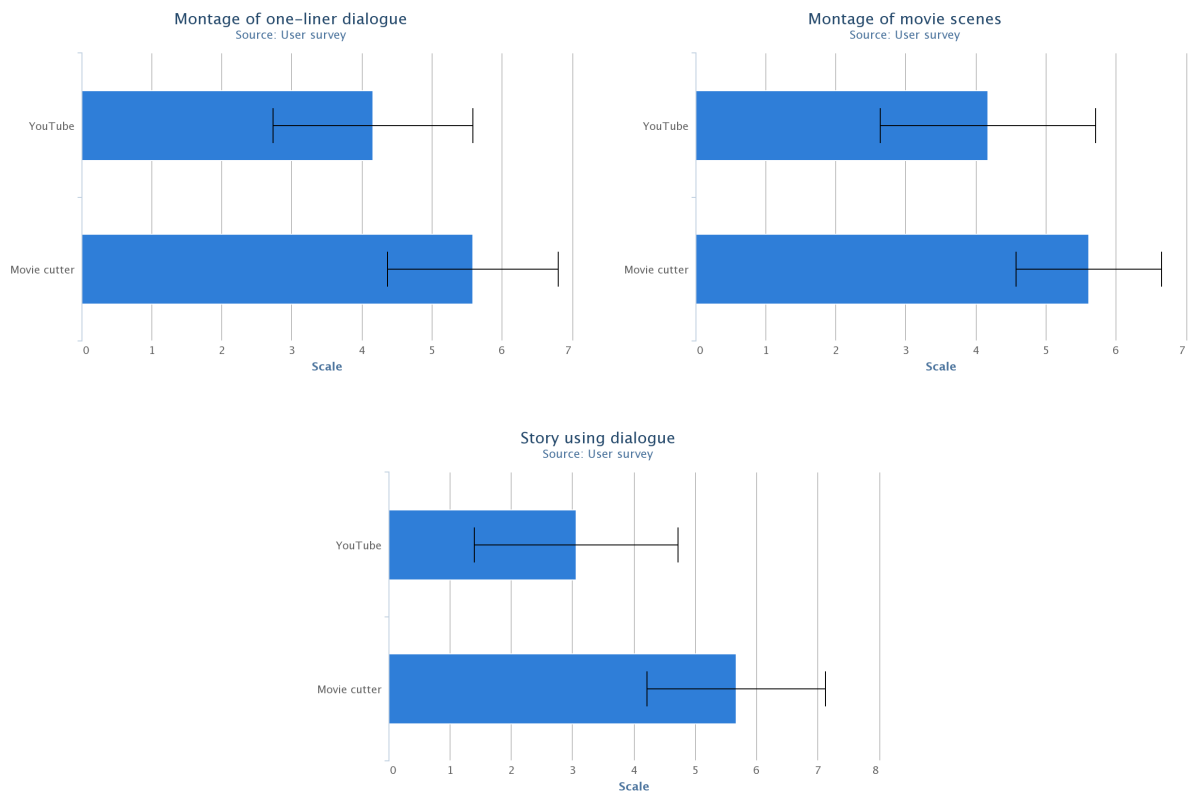 Montage of one-liner dialogue
Source: User survey
YouTube
Movie cutter
0 1 2 3 4 5 6 7
Scale
Montage of movie scenes
Source: User survey
YouTube
Movie cutter
0 1 2 3 4 5 6 7
Scale
Story using dialogue
Source: User survey
YouTube
Movie cutter
0 1 2 3 4 5 6 7 8
Scale